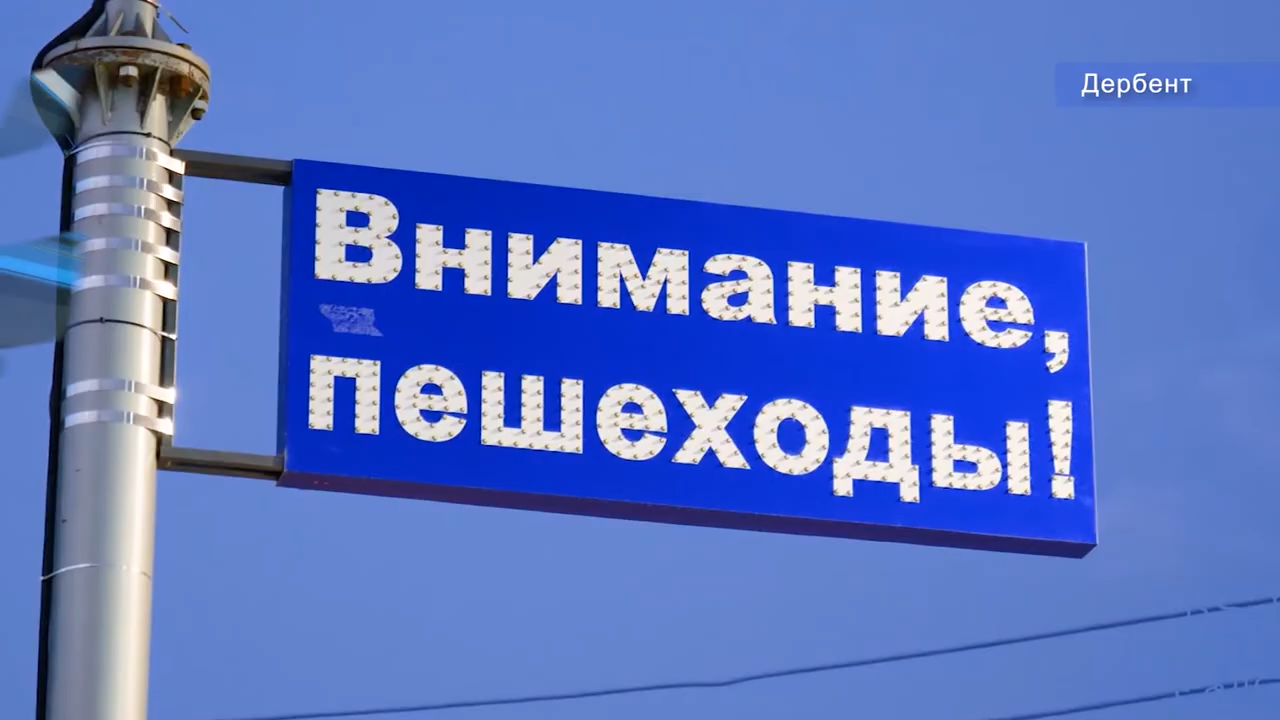 Дербент
Внимание,
пешеходы!